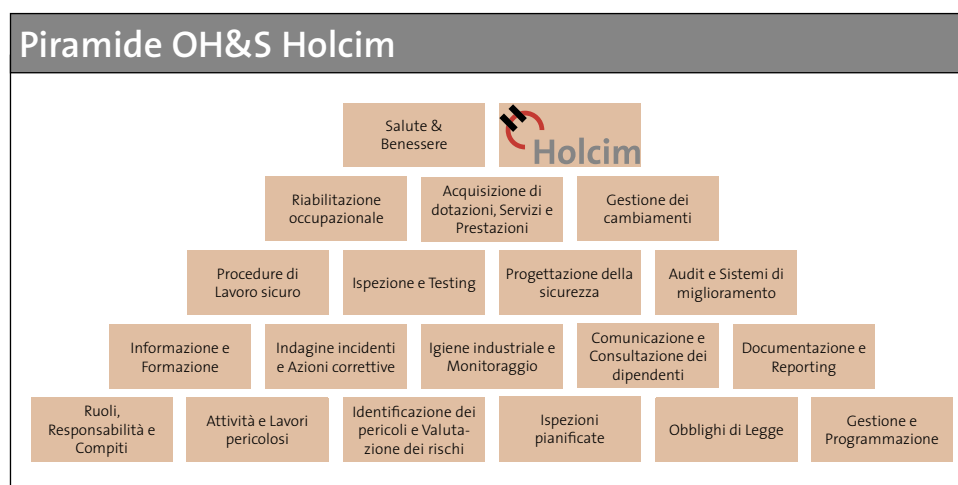 Piramide OH&S Holcim
Salute &
Benessere
Holcim
Riabilitazione
occupazionale
Acquisizione di
dotazioni, Servizi e
Prestazioni
Gestione dei
cambiamenti
Procedure di
Lavoro sicuro
Ispezione e Testing
Progettazione della
sicurezza
Audit e Sistemi di
miglioramento
Informazione e
Formazione
Indagine incidenti
e Azioni correttive
Igiene industriale e
Monitoraggio
Comunicazione e
Consultazione dei
dipendenti
Documentazione e
Reporting
Ruoli,
Responsabilità e
Compiti
Attività e Lavori
pericolosi
Identificazione dei
pericoli e Valuta-
zione dei rischi
Ispezioni
pianificate
Obblighi di Legge
Gestione e
Programmazione